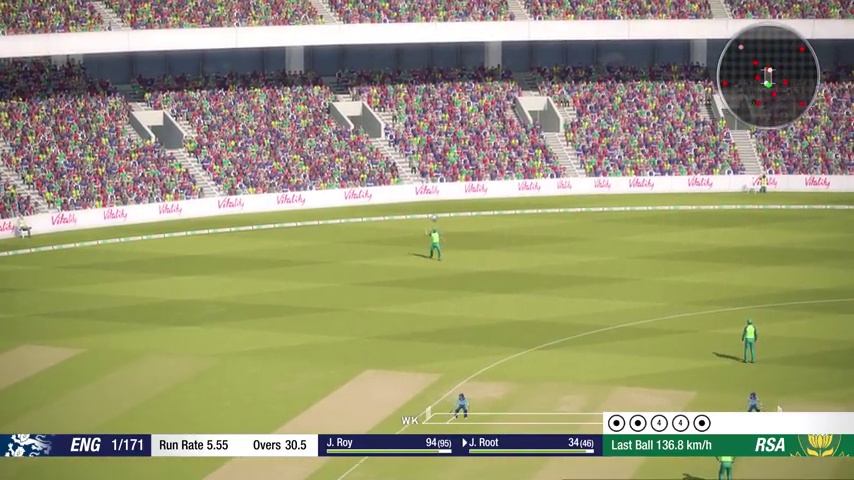 Vitality Vitality Vitality Vitality Vitality Vitality Vitality Vitality Vitality Vitality Vitality Vitality Vitality Vitality
WK
4 4
ENG 1/171 Run Rate 5.55 Overs 30.5 J. Roy 94 (95) J. Root 34 (46) Last Ball 136.8 km/h RSA